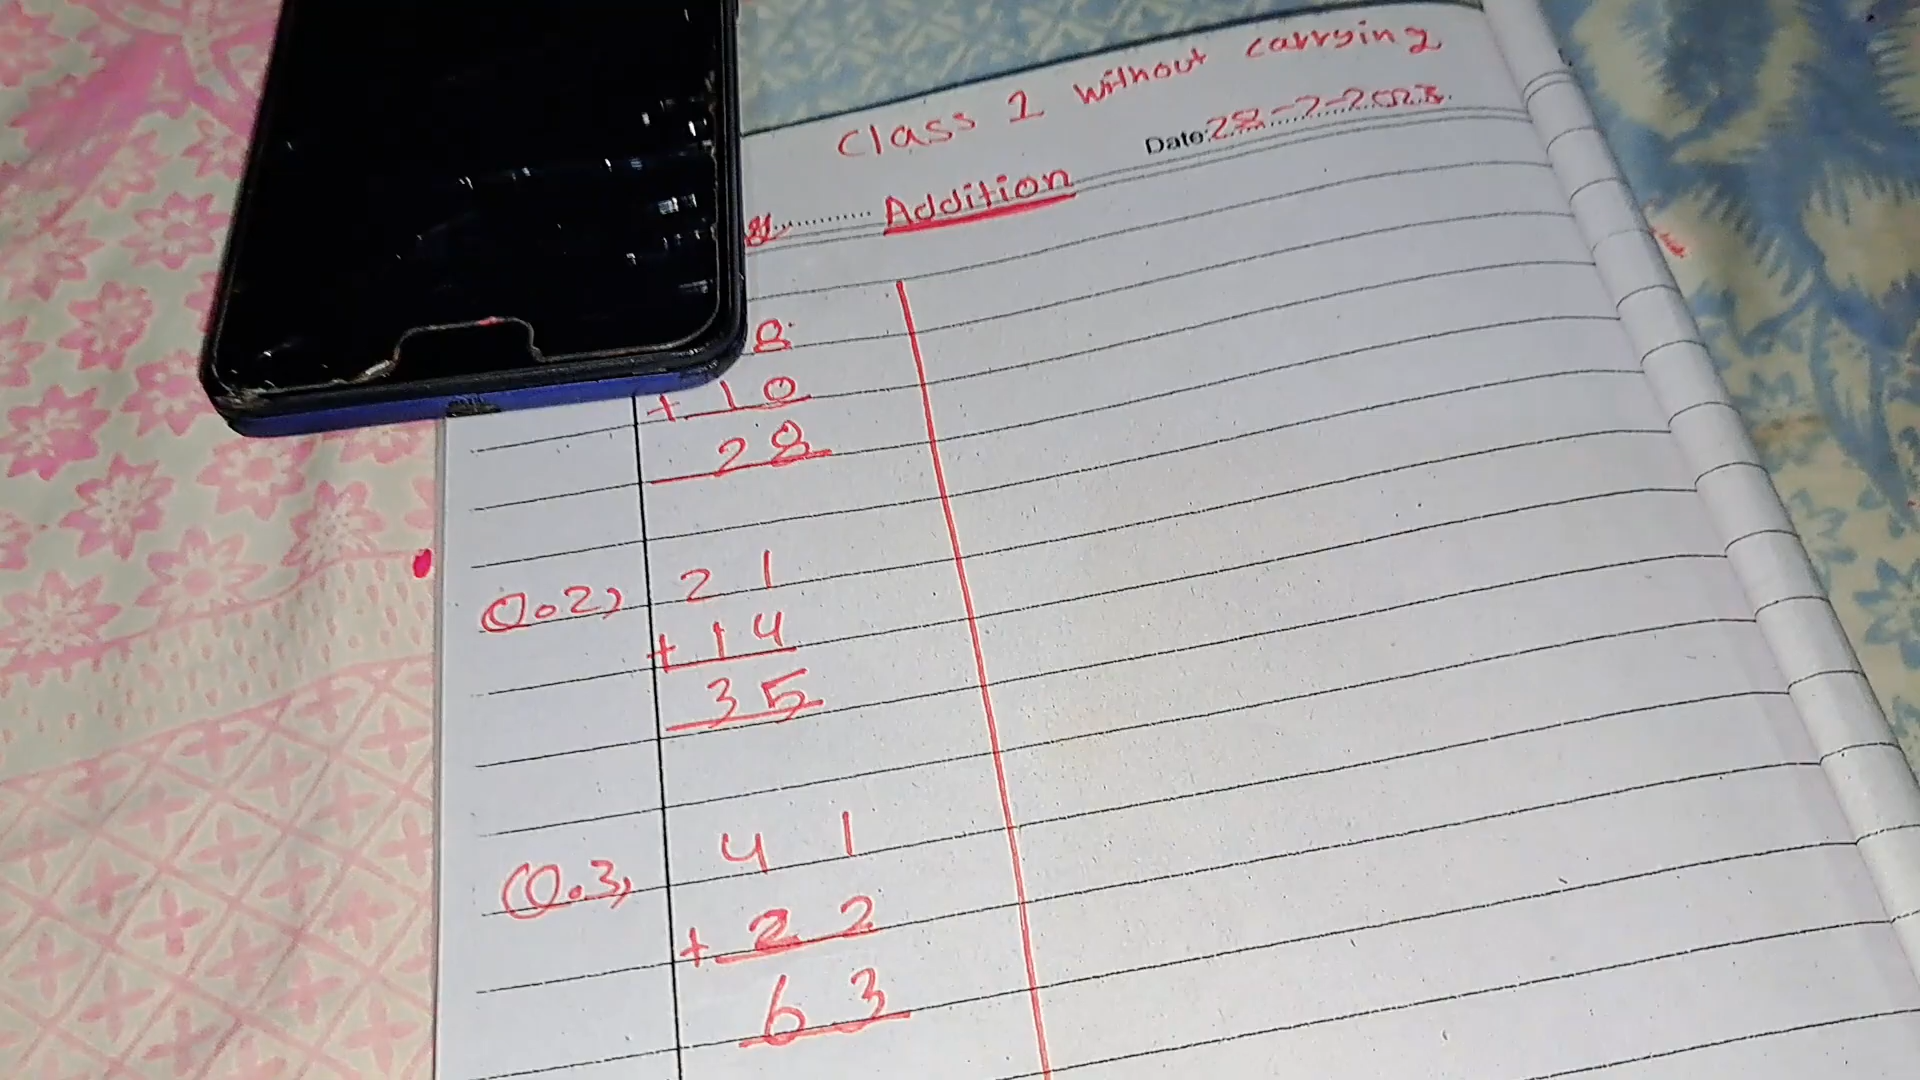 Class 1 without carrying
Date: 28-7-2023
Addition
8
+ 10
28
Q.2) 21
+ 14
35
Q.3) 41
+ 22
63